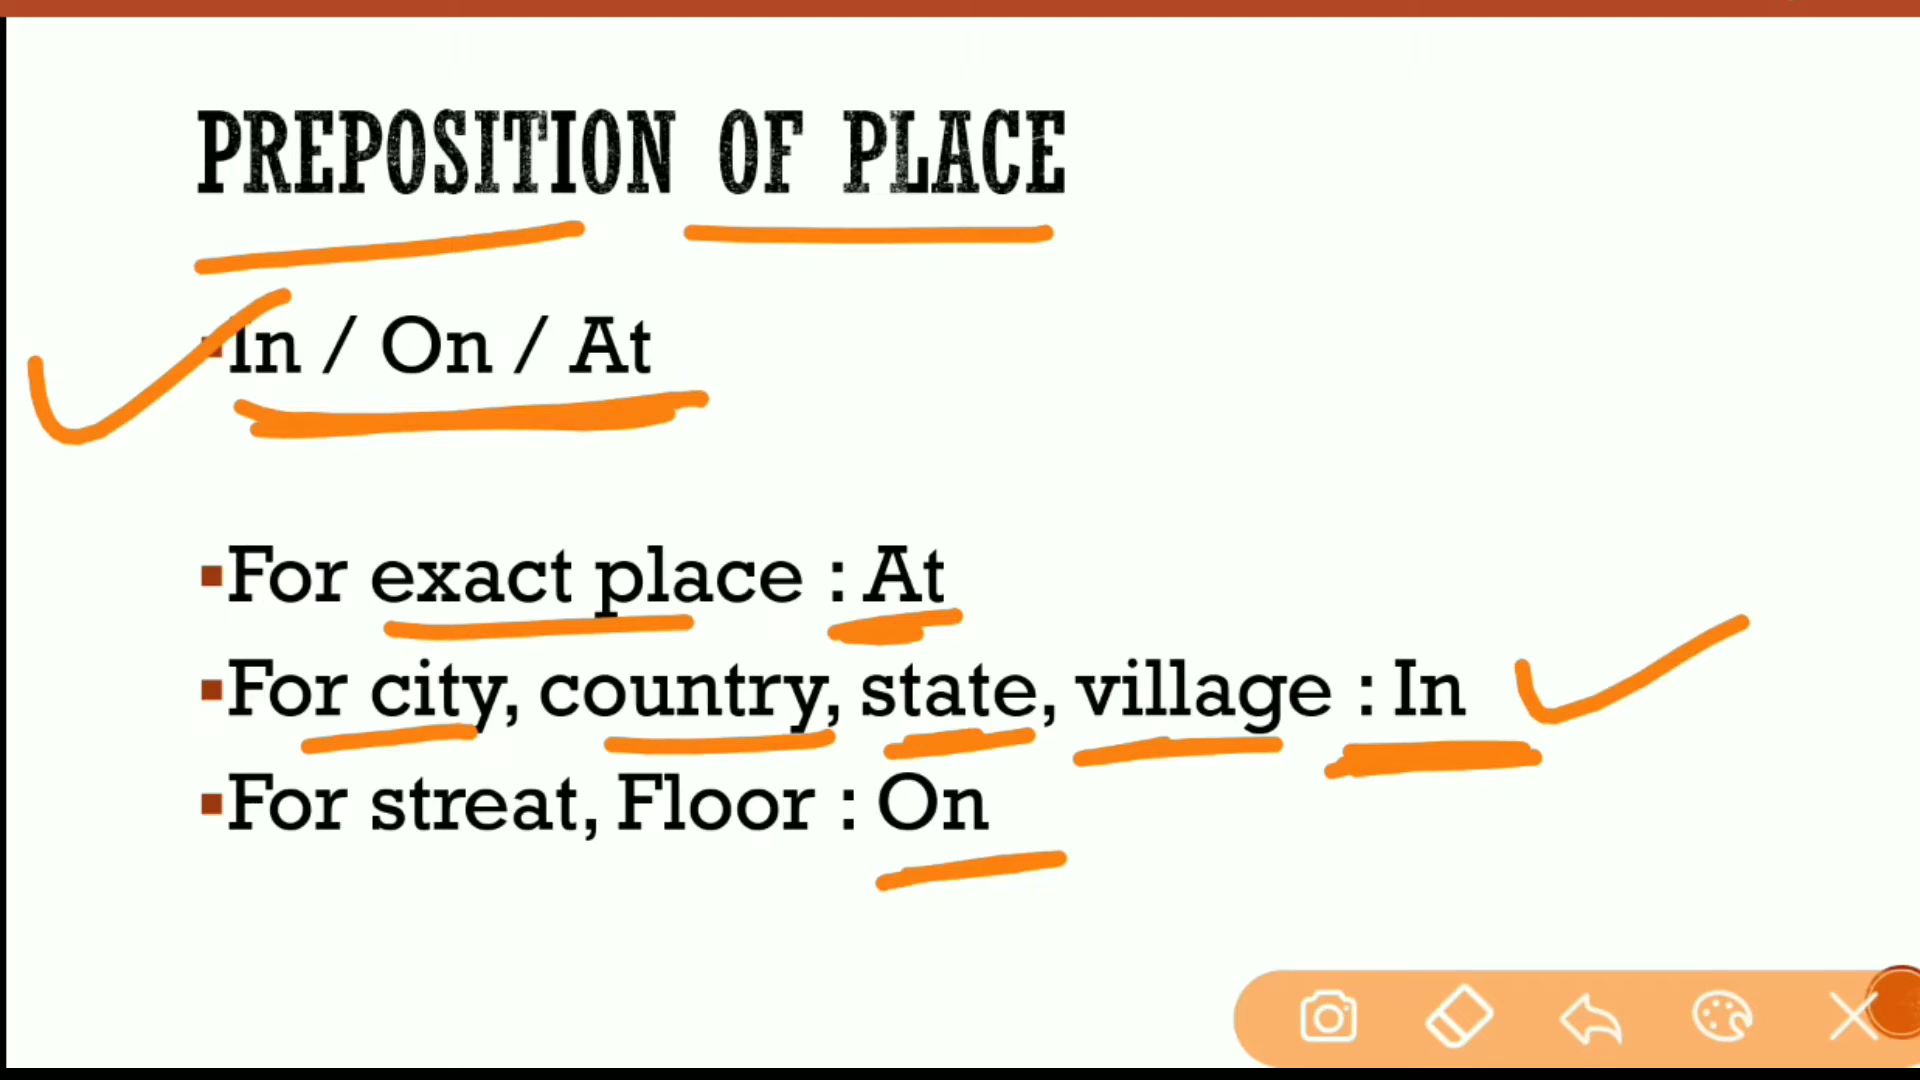 PREPOSITION OF PLACE
In / On / At
For exact place : At
For city, country, state, village : In
For streat, Floor : On